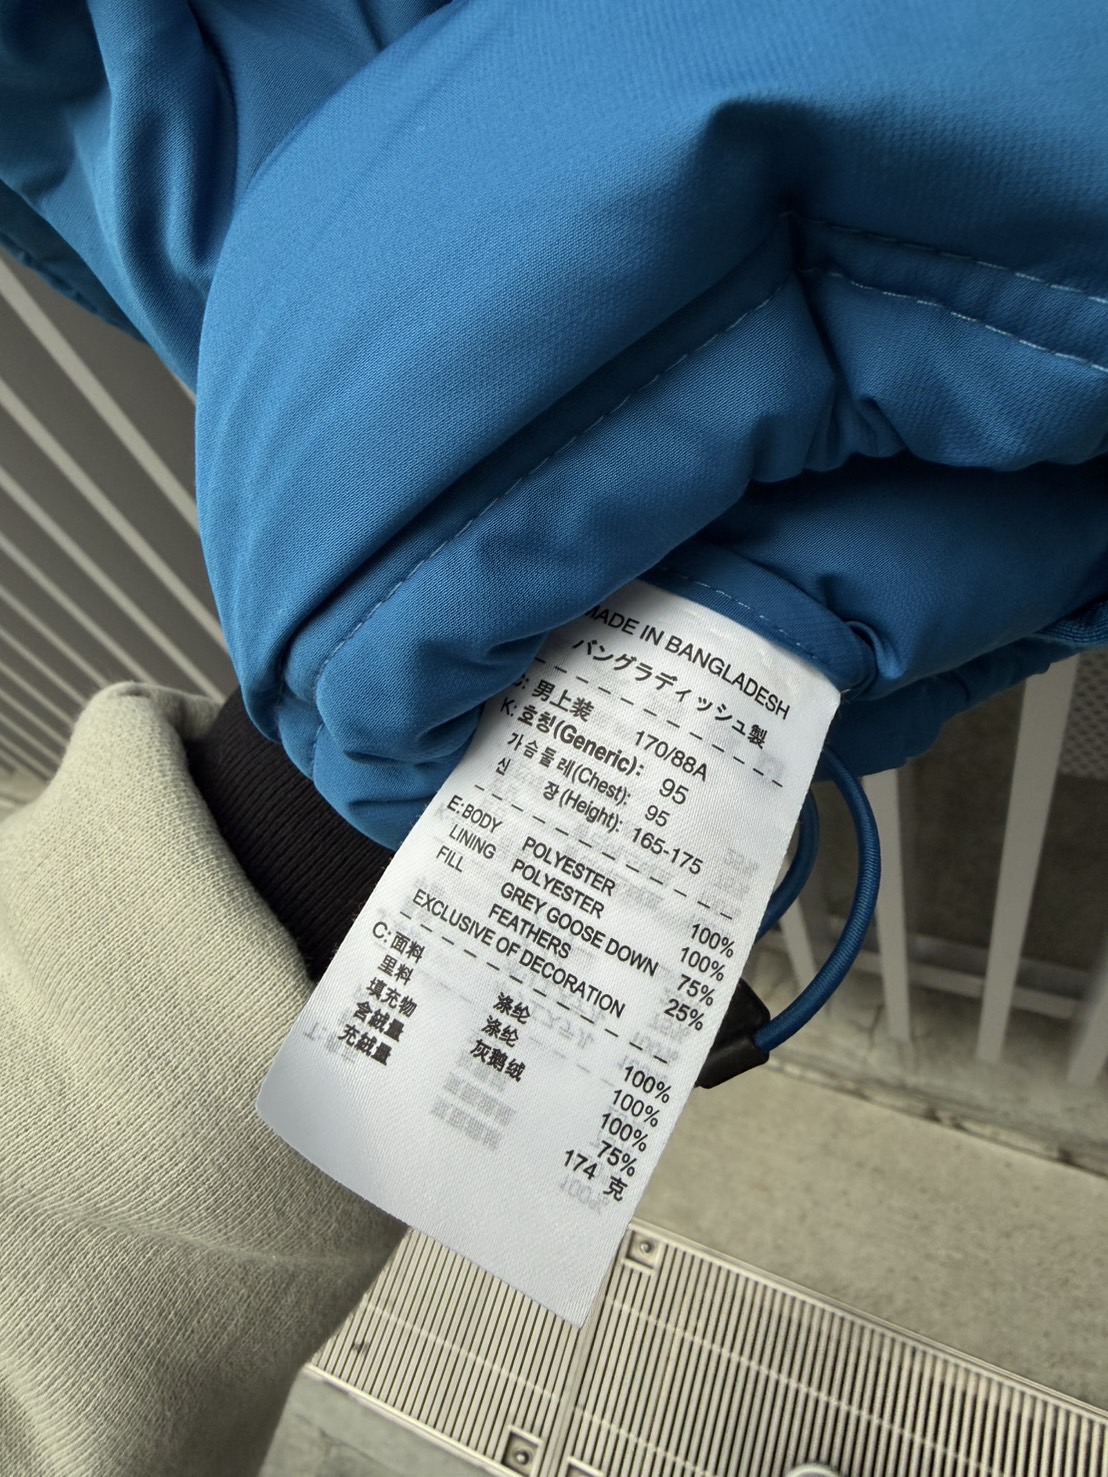 MADE IN BANGLADESH
バングラディッシュ製
C: 男上装 170/88A
K: 호칭(Generic): 95
가슴둘레(Chest): 95
신 장(Height): 165-175
E: BODY POLYESTER 100%
LINING POLYESTER 100%
FILL GREY GOOSE DOWN 75%
FEATHERS 25%
EXCLUSIVE OF DECORATION
C: 面料 涤纶 100%
里料 涤纶 100%
填充物 灰鹅绒 100%
含絨量 75%
充絨量 174 克